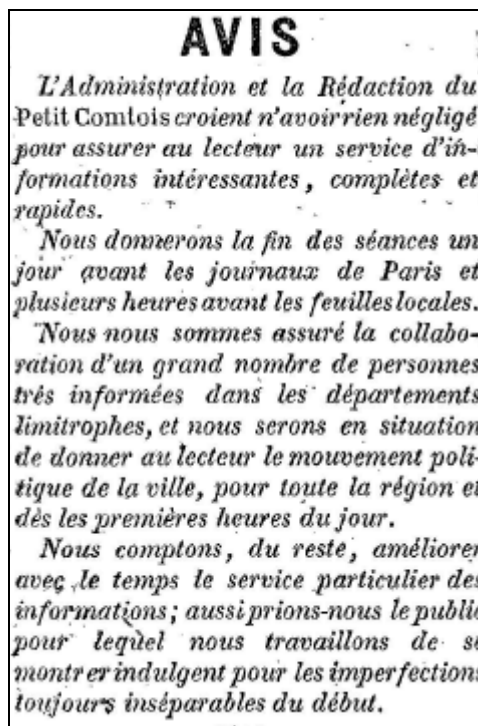 AVIS
L'Administration et la Rédaction du
Petit Comtois croient n'avoir rien négligé
pour assurer au lecteur un service d'in-
formations intéressantes, complètes et
rapides.
Nous donnerons la fin des séances un
jour avant les journaux de Paris et
plusieurs heures avant les feuilles locales.
Nous nous sommes assuré la collabo-
ration d'un grand nombre de personnes
très informées dans les départements
limitrophes, et nous serons en situation
de donner au lecteur le mouvement poli-
tique de la ville, pour toute la région et
dès les premières heures du jour.
Nous comptons, du reste, améliorer
avec le temps le service particulier des
informations; aussi prions-nous le public
pour lequel nous travaillons de se
montrer indulgent pour les imperfections
toujours inséparables du début.